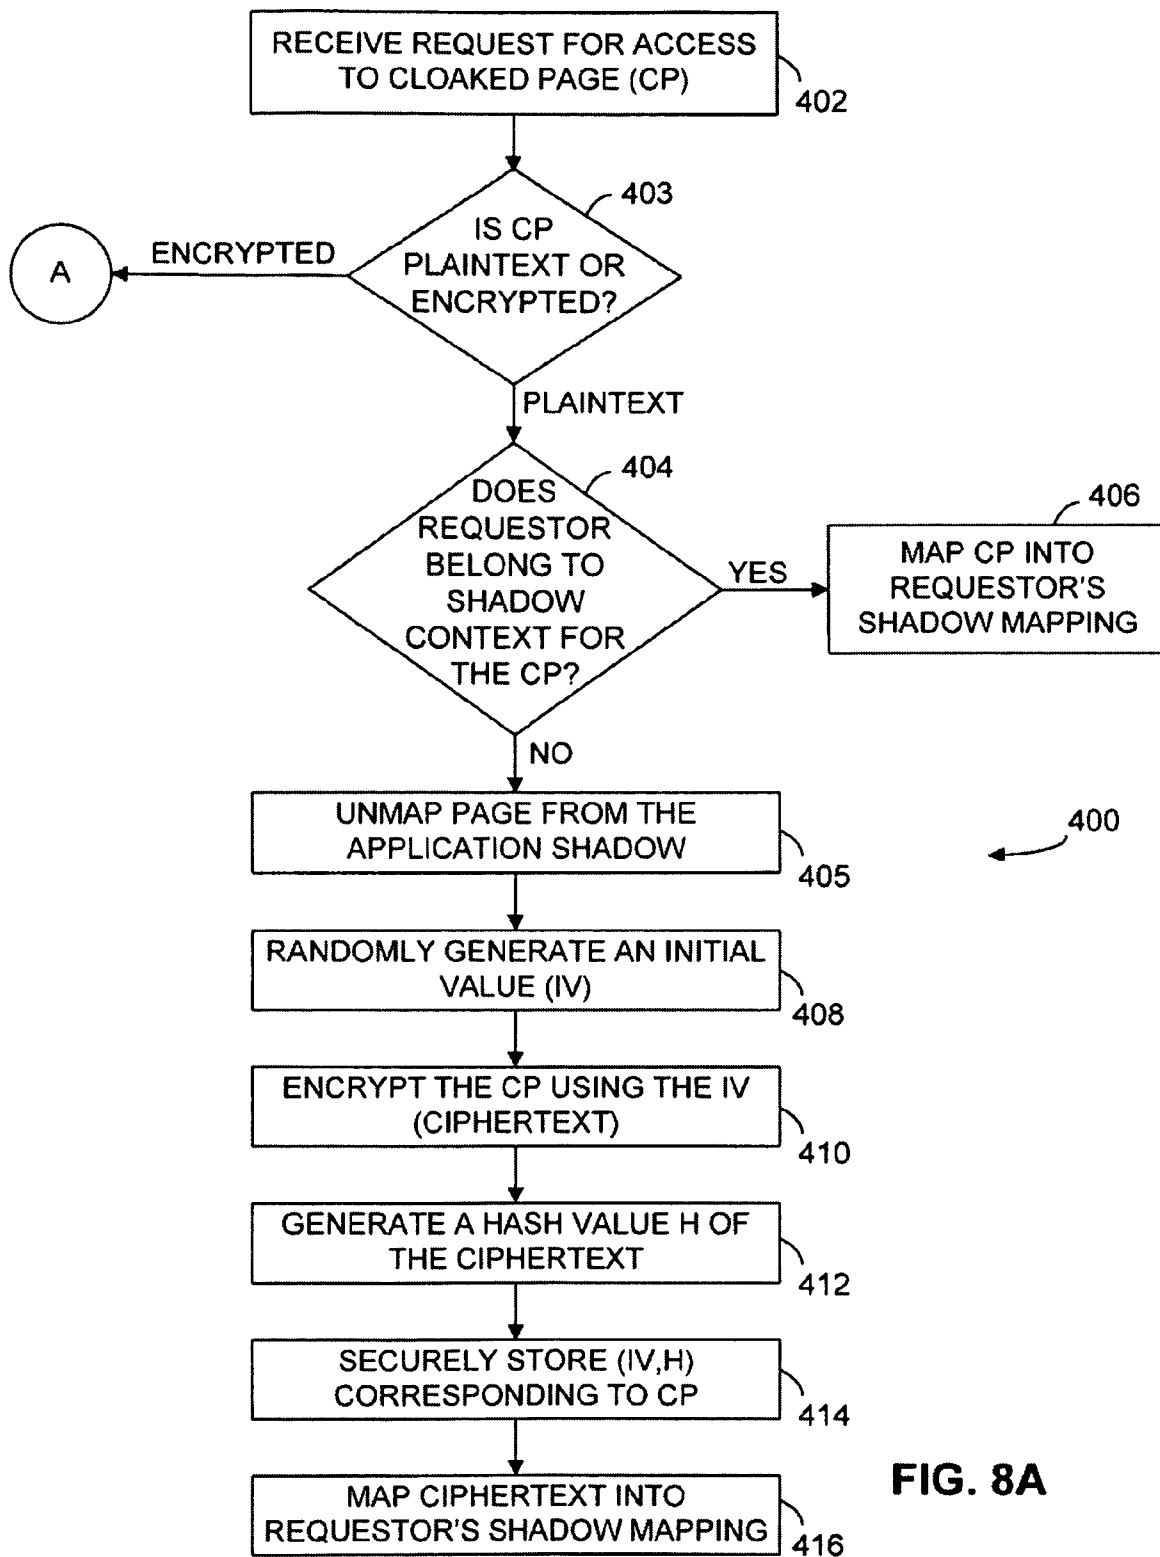 RECEIVE REQUEST FOR ACCESS
TO CLOAKED PAGE (CP)
402
403
IS CP
PLAINTEXT OR
ENCRYPTED?
ENCRYPTED
A
PLAINTEXT
404
DOES
REQUESTOR
BELONG TO
SHADOW
CONTEXT FOR
THE CP?
YES
406
MAP CP INTO
REQUESTOR'S
SHADOW MAPPING
NO
UNMAP PAGE FROM THE
APPLICATION SHADOW
405
400
RANDOMLY GENERATE AN INITIAL
VALUE (IV)
408
ENCRYPT THE CP USING THE IV
(CIPHERTEXT)
410
GENERATE A HASH VALUE H OF
THE CIPHERTEXT
412
SECURELY STORE (IV,H)
CORRESPONDING TO CP
414
MAP CIPHERTEXT INTO
REQUESTOR'S SHADOW MAPPING
416
FIG. 8A